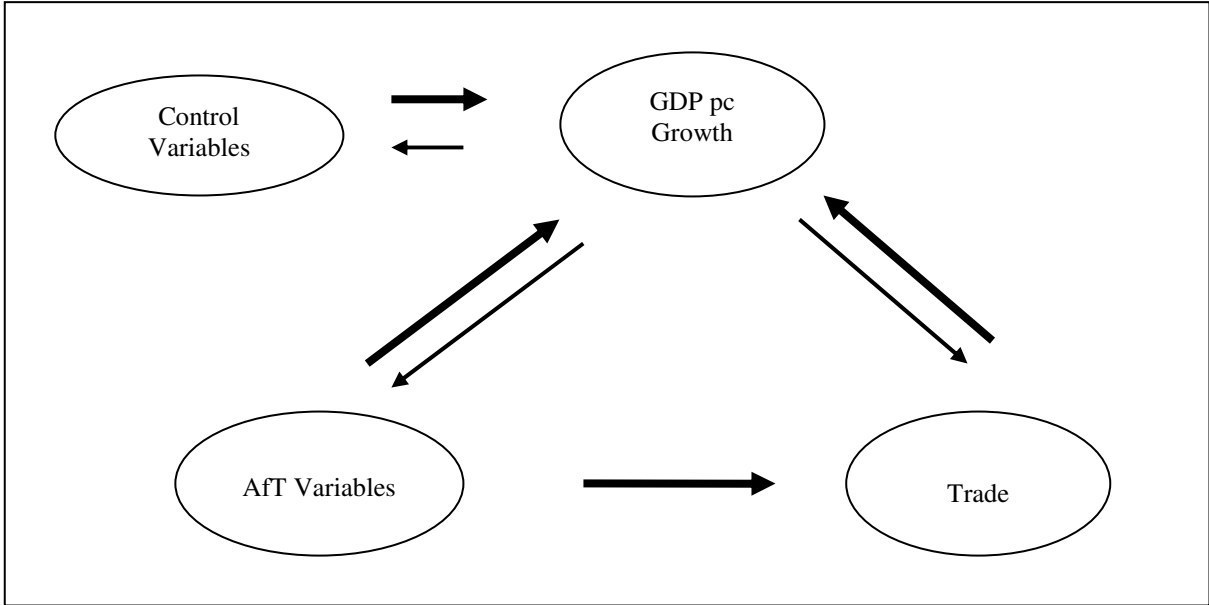 Control
Variables
GDP pc
Growth
AfT Variables
Trade